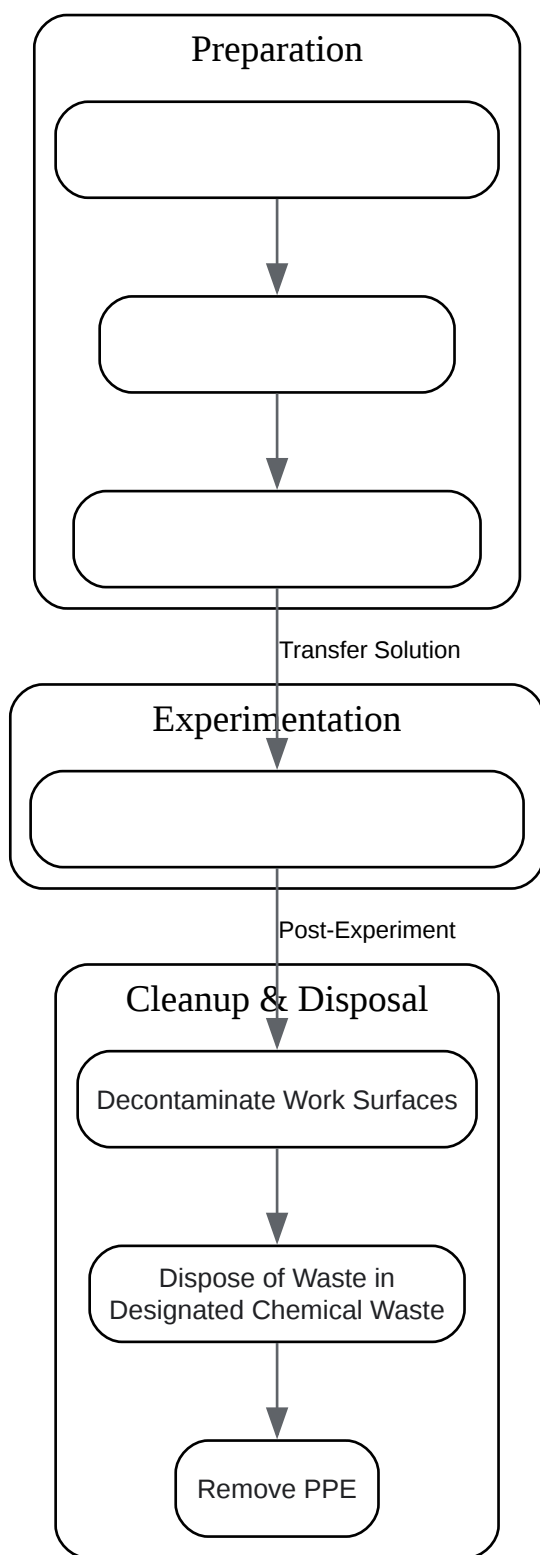 Preparation
Transfer Solution
Experimentation
Post-Experiment
Cleanup & Disposal
Decontaminate Work Surfaces
Dispose of Waste in
Designated Chemical Waste
Remove PPE